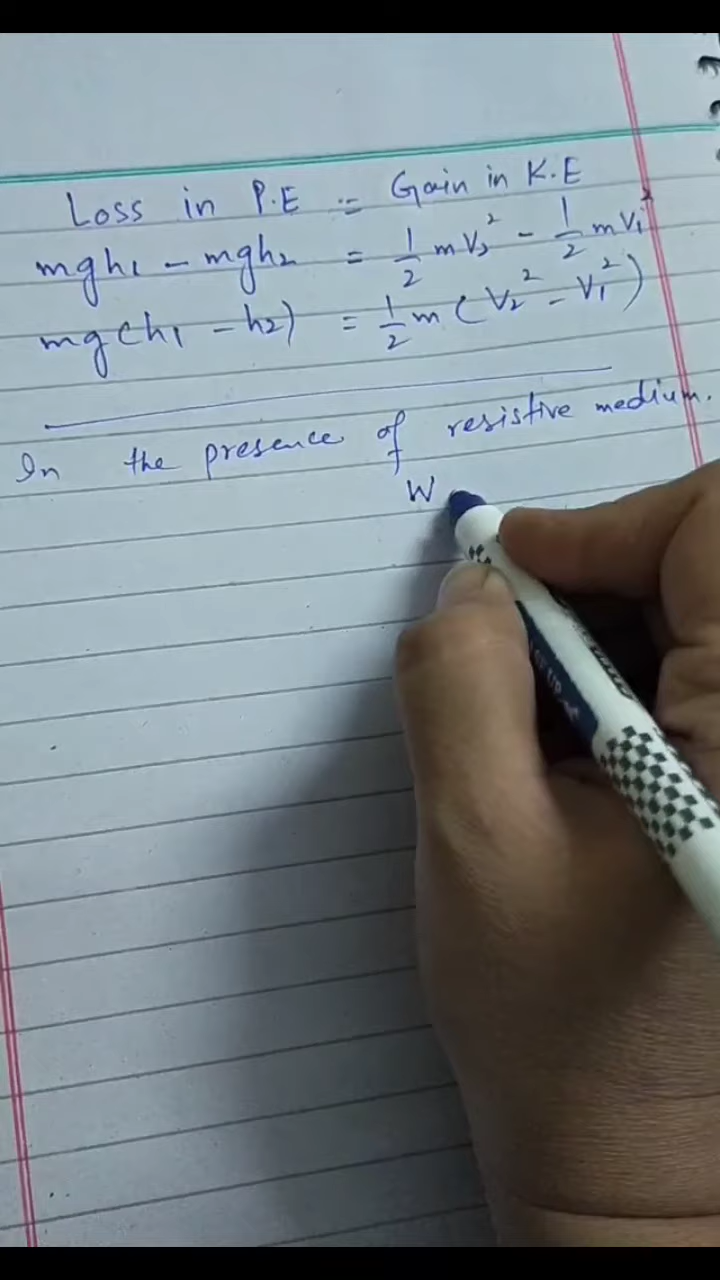 Loss in P.E = Gain in K.E
mgh₁ - mgh₂ = 1/2 mV₂² - 1/2 mV₁²
mg(h₁ - h₂) = 1/2 m (V₂² - V₁²)
In the presence of resistive medium.
W